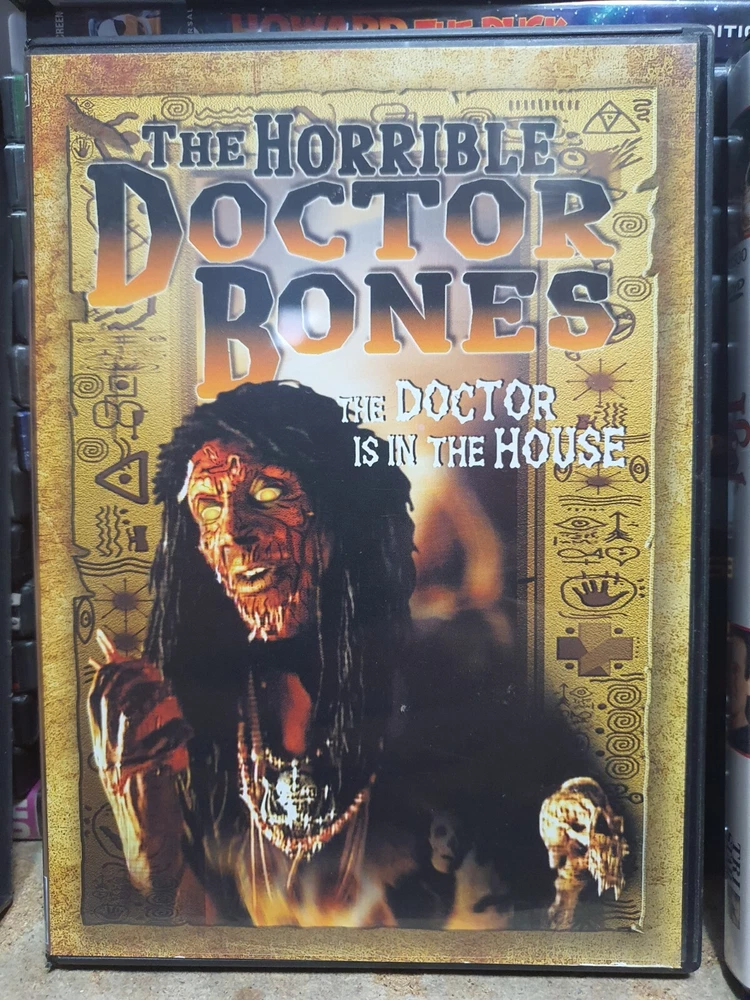 HOWARD THE DUCK
THE HORRIBLE
DOCTOR
BONES
THE DOCTOR
IS IN THE HOUSE